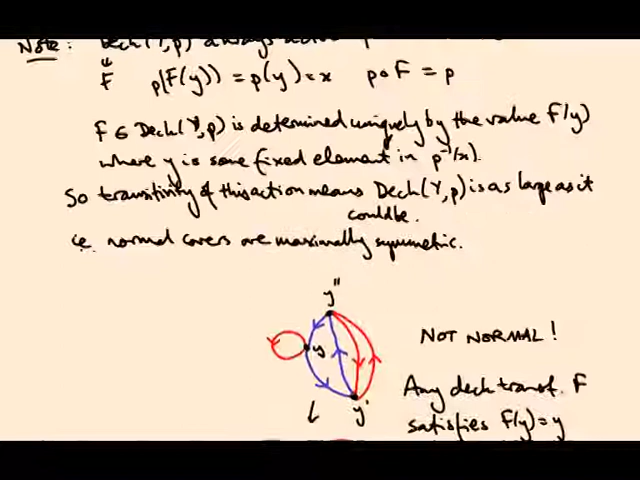 Note: Deck(Y,p) always
F p(F(y)) = p(y) = x p∘F = p
F ∈ Deck(Y,p) is determined uniquely by the value F(y)
where y is some fixed element in p⁻¹(x).
So transitivity of this action means Deck(Y,p) is as large as it
could be.
i.e. normal covers are maximally symmetric.
y''
NOT NORMAL!
y
Any deck transf. F
y'
satisfies F(y)=y